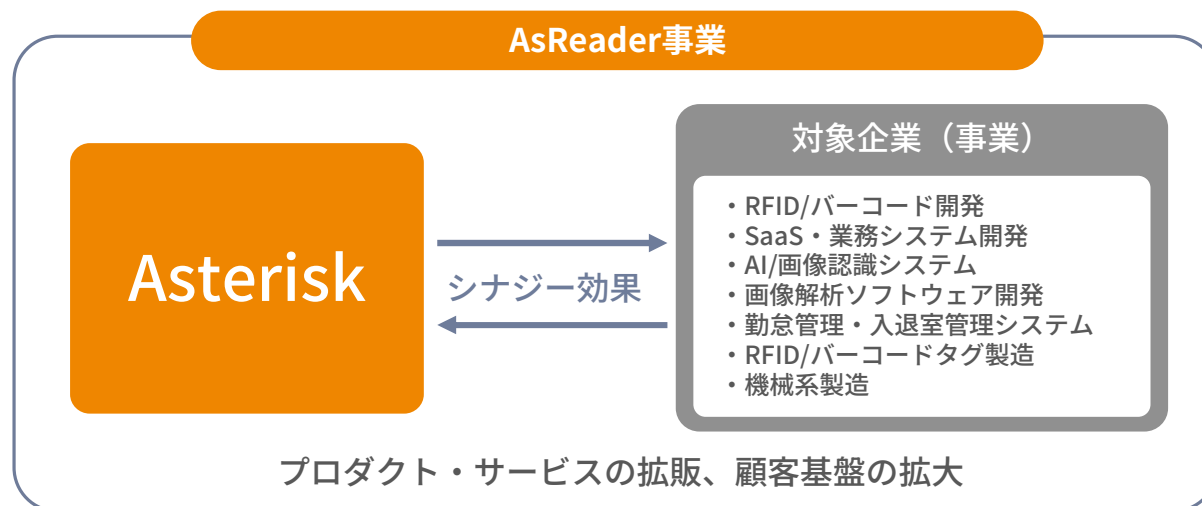 AsReader事業
対象企業（事業）
Asterisk
シナジー効果
・RFID/バーコード開発
・SaaS・業務システム開発
・AI/画像認識システム
・画像解析ソフトウェア開発
・勤怠管理・入退室管理システム
・RFID/バーコードタグ製造
・機械系製造
プロダクト・サービスの拡販、顧客基盤の拡大